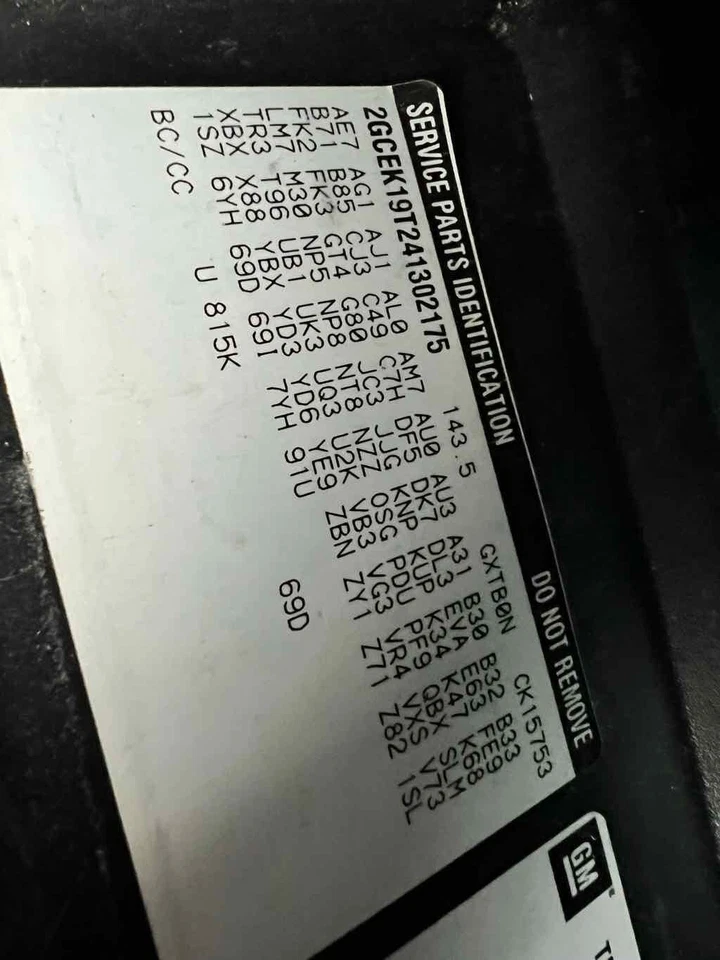 SERVICE PARTS IDENTIFICATION DO NOT REMOVE
2GCEK19T241302175 143.5 GXTB0N CK15753
AE7 AG1 AJ1 AL0 AM7 AU0 AU3 A31 B30 B32 B33
B71 B85 CJ3 C49 C7H DF5 DK7 DL3 EVA E63 FE9
FK2 FK3 GT4 G80 JC3 JJG KNP KUP K34 K47 K68
LM7 M30 NP5 NP8 NT8 NZZ OSG PDU PF9 QBX SLM
TR3 T96 UB1 UK3 UQ3 U2K VB3 VG3 VR4 VXS V73
XBX X88 YBX YD3 YD6 YE9 ZBN ZY1 Z71 Z82 1SL
1SZ 6YH 69D 69I 7YH 91U
BC/CC U 815K 69D
GM